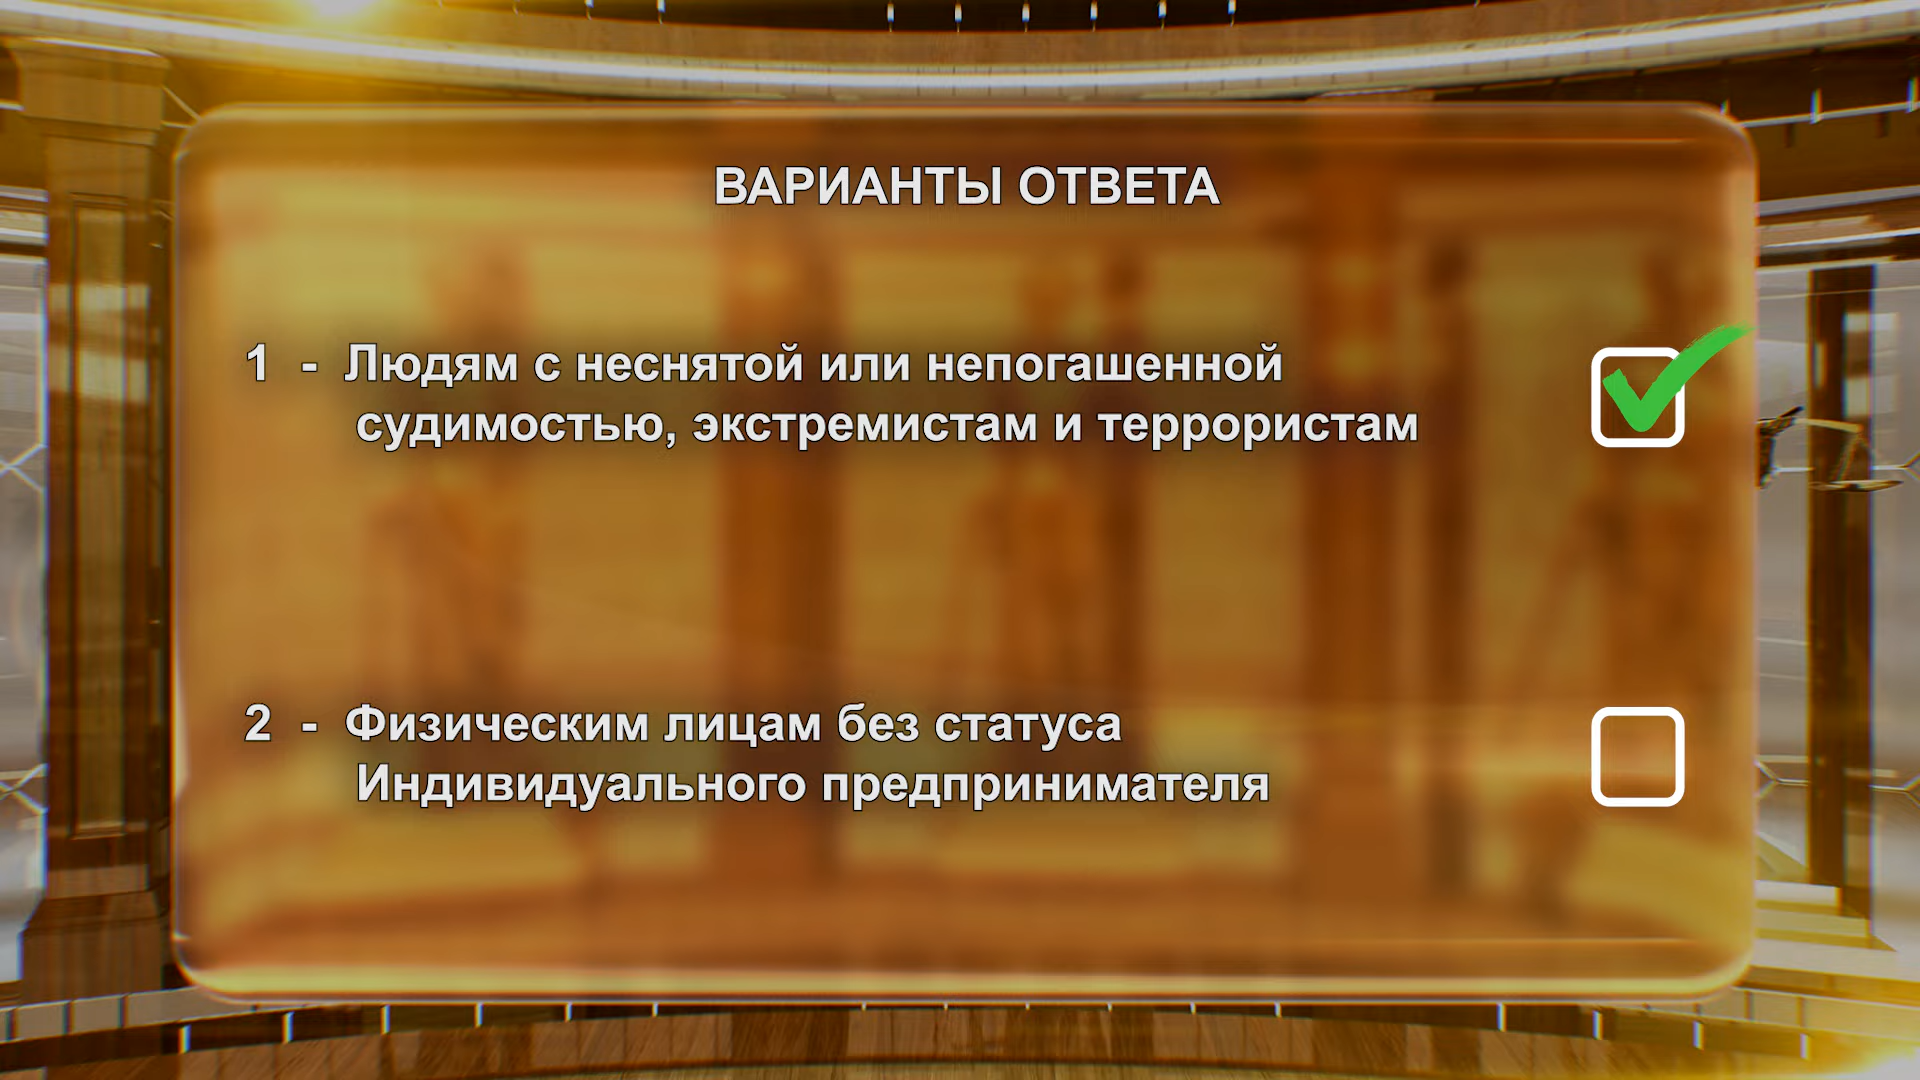 ВАРИАНТЫ ОТВЕТА
1 - Людям с неснятой или непогашенной
судимостью, экстремистам и террористам
2 - Физическим лицам без статуса
Индивидуального предпринимателя